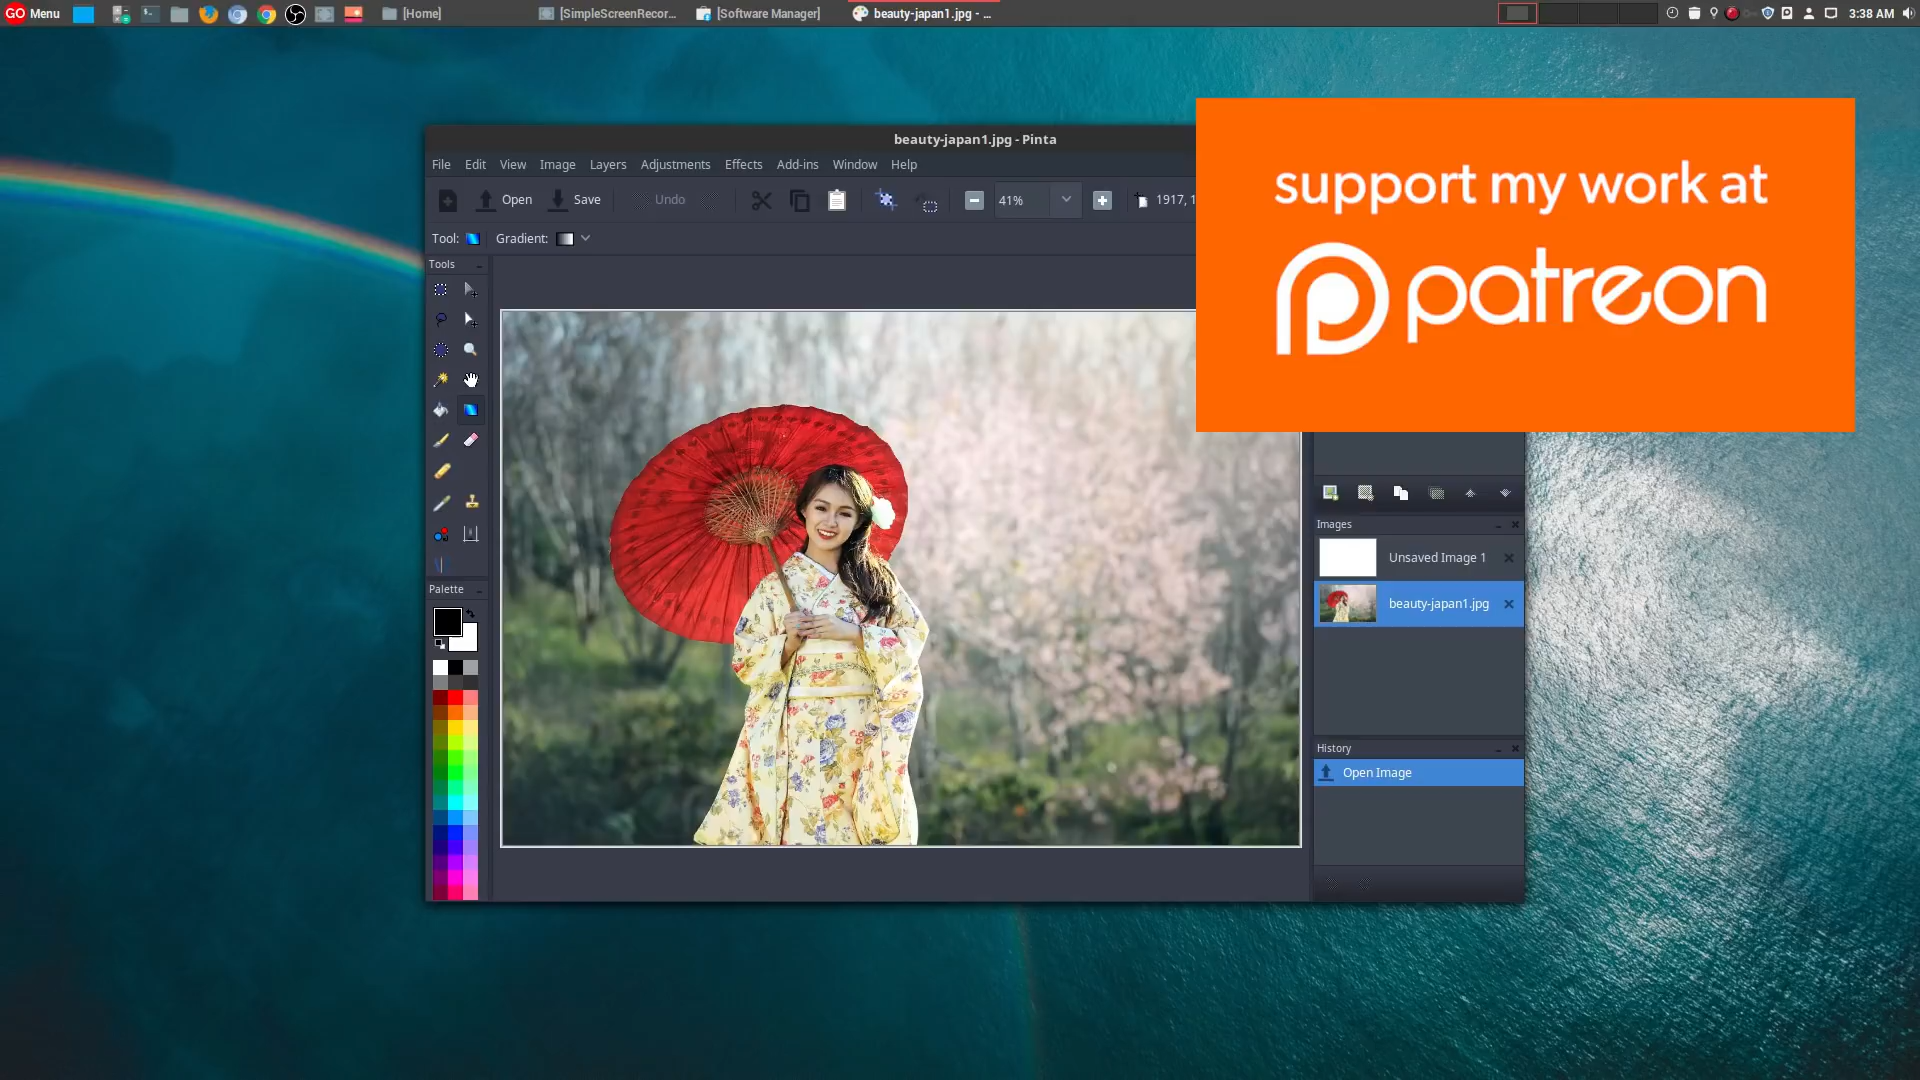 GO Menu
[Home]
[SimpleScreenRecor...
[Software Manager]
beauty-japan1.jpg - ...
3:38 AM
beauty-japan1.jpg - Pinta
File Edit View Image Layers Adjustments Effects Add-ins Window Help
Open Save Undo 41% 1917, 1
Tool: Gradient:
Tools
support my work at
patreon
Images
Unsaved Image 1
beauty-japan1.jpg
Palette
History
Open Image